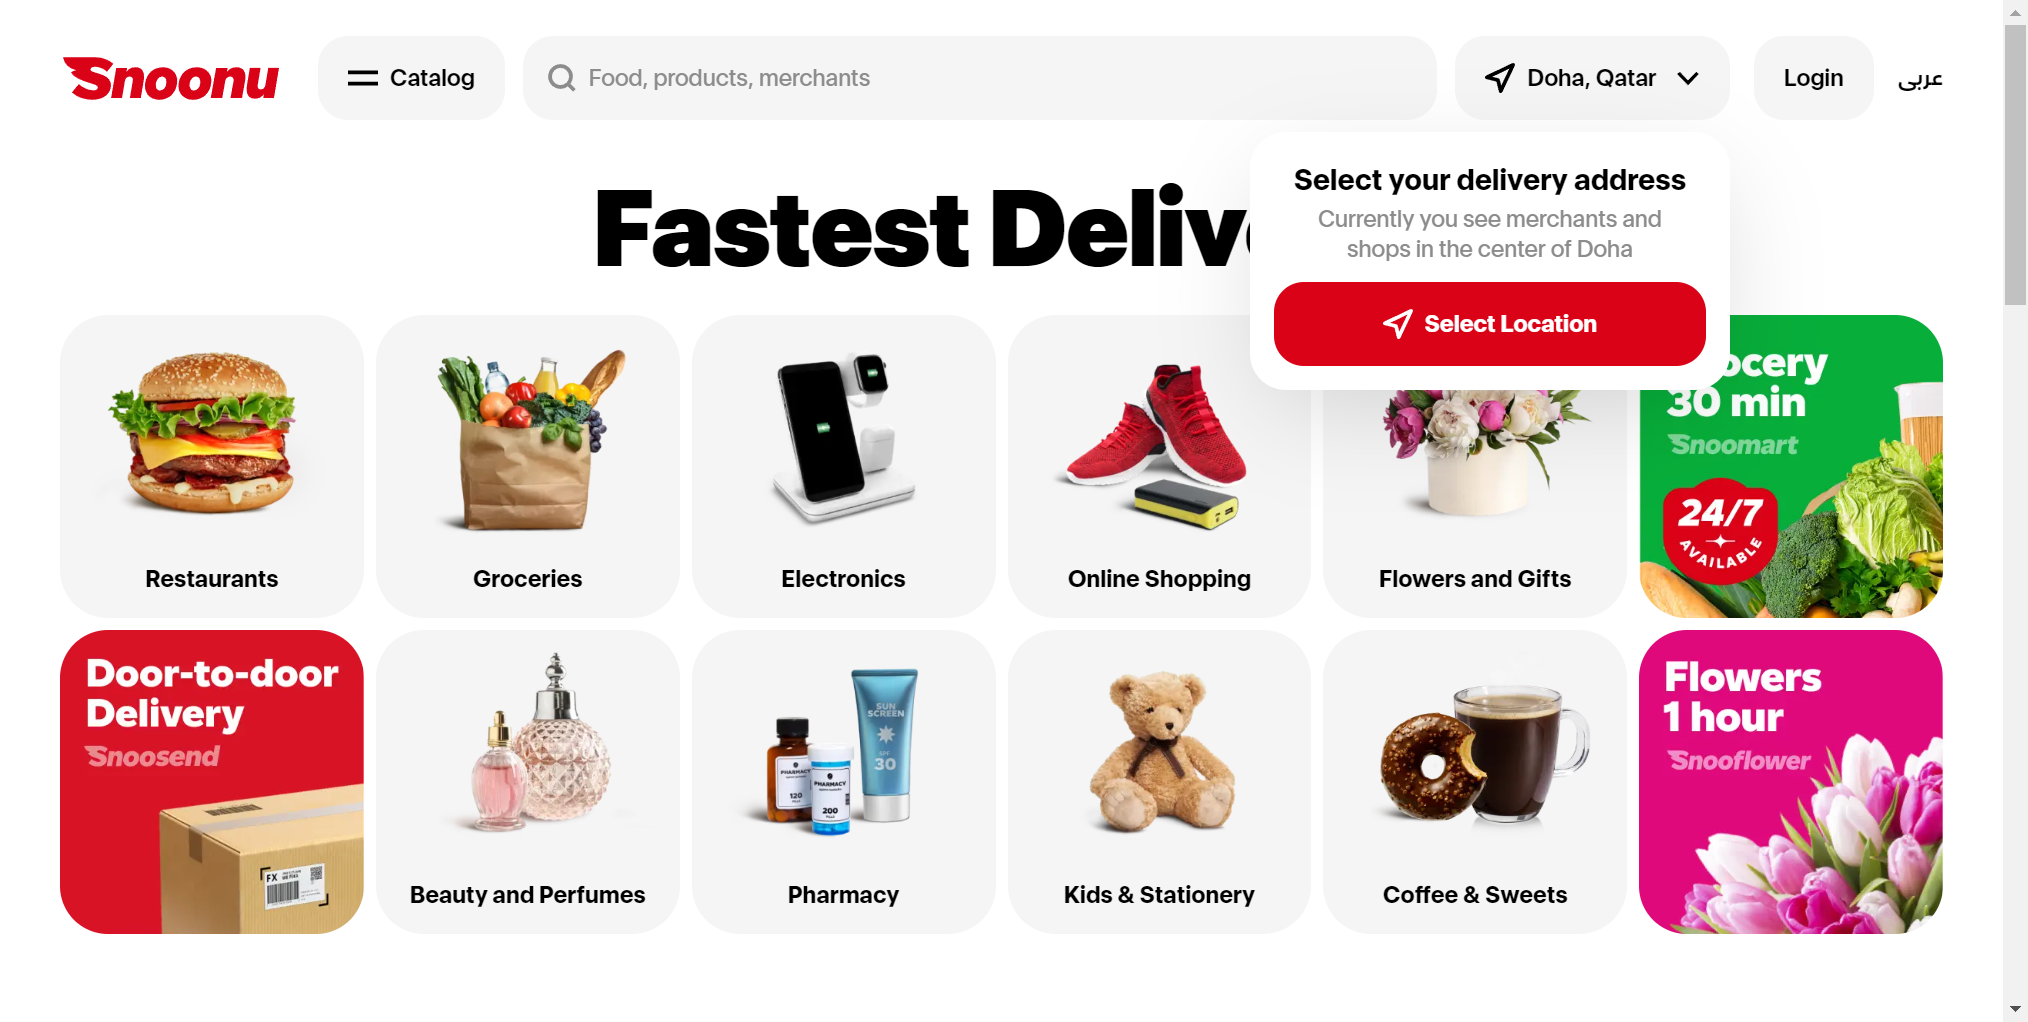 Snoonu
Catalog
Food, products, merchants
Doha, Qatar
Login
عربى
Select your delivery address
Currently you see merchants and
shops in the center of Doha
Select Location
Fastest Deliv
Restaurants
Groceries
Electronics
Online Shopping
Flowers and Gifts
ocery
30 min
Snoomart
24/7
AVAILABLE
Door-to-door
Delivery
Snoosend
FX
Beauty and Perfumes
PHARMACY
120
PHARMACY
200
SUN
SCREEN
SPF
30
Pharmacy
Kids & Stationery
Coffee & Sweets
Flowers
1 hour
Snooflower